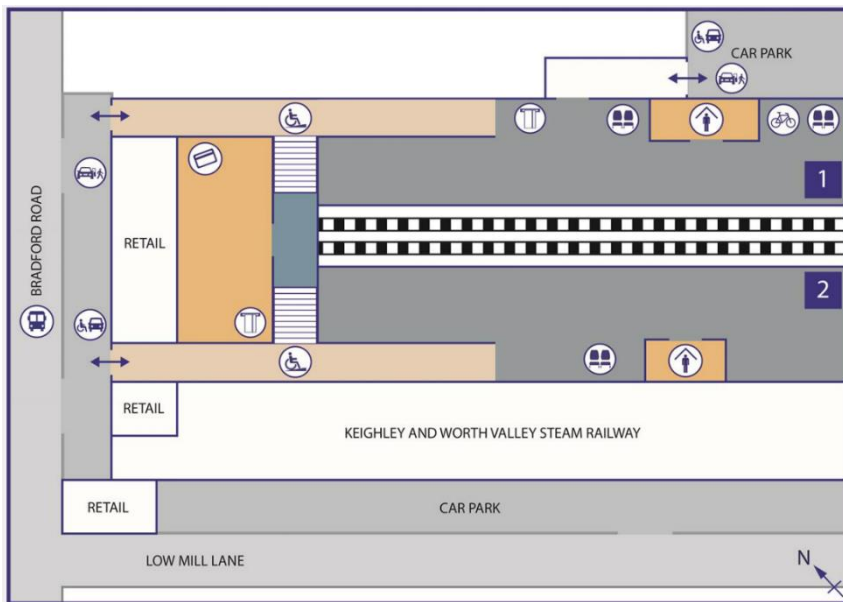 CAR PARK
1
RETAIL
BRADFORD ROAD
2
RETAIL
KEIGHLEY AND WORTH VALLEY STEAM RAILWAY
RETAIL
CAR PARK
LOW MILL LANE
N